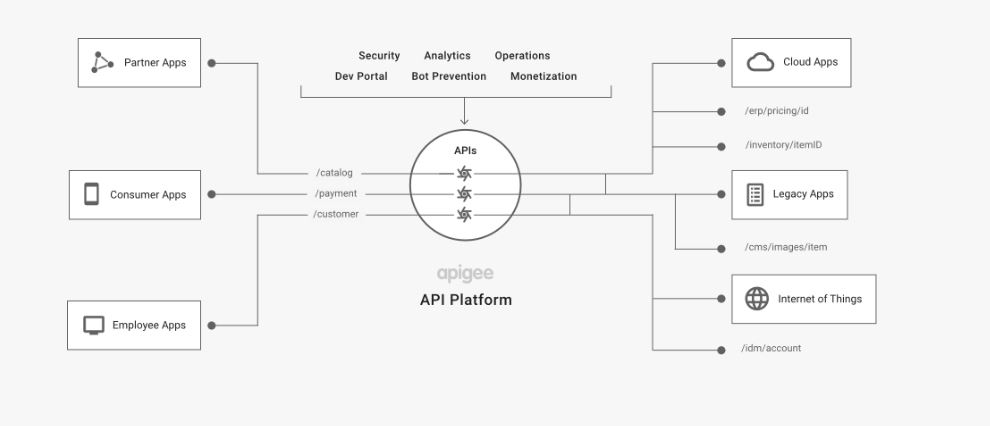 Security Analytics Operations
Dev Portal Bot Prevention Monetization
Partner Apps
Consumer Apps
Employee Apps
/catalog
/payment
/customer
APIs
apigee
API Platform
Cloud Apps
/erp/pricing/id
/inventory/itemID
Legacy Apps
/cms/images/item
Internet of Things
/idm/account